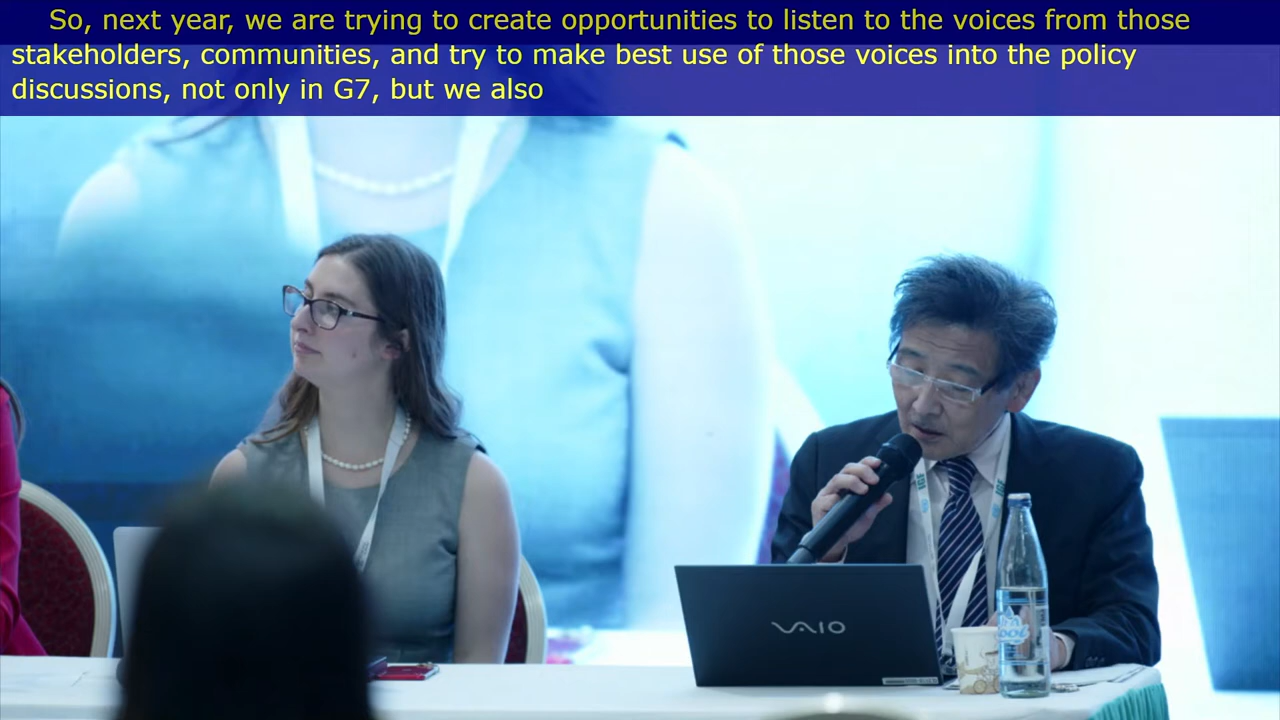 So, next year, we are trying to create opportunities to listen to the voices from those
stakeholders, communities, and try to make best use of those voices into the policy
discussions, not only in G7, but we also
VAIO